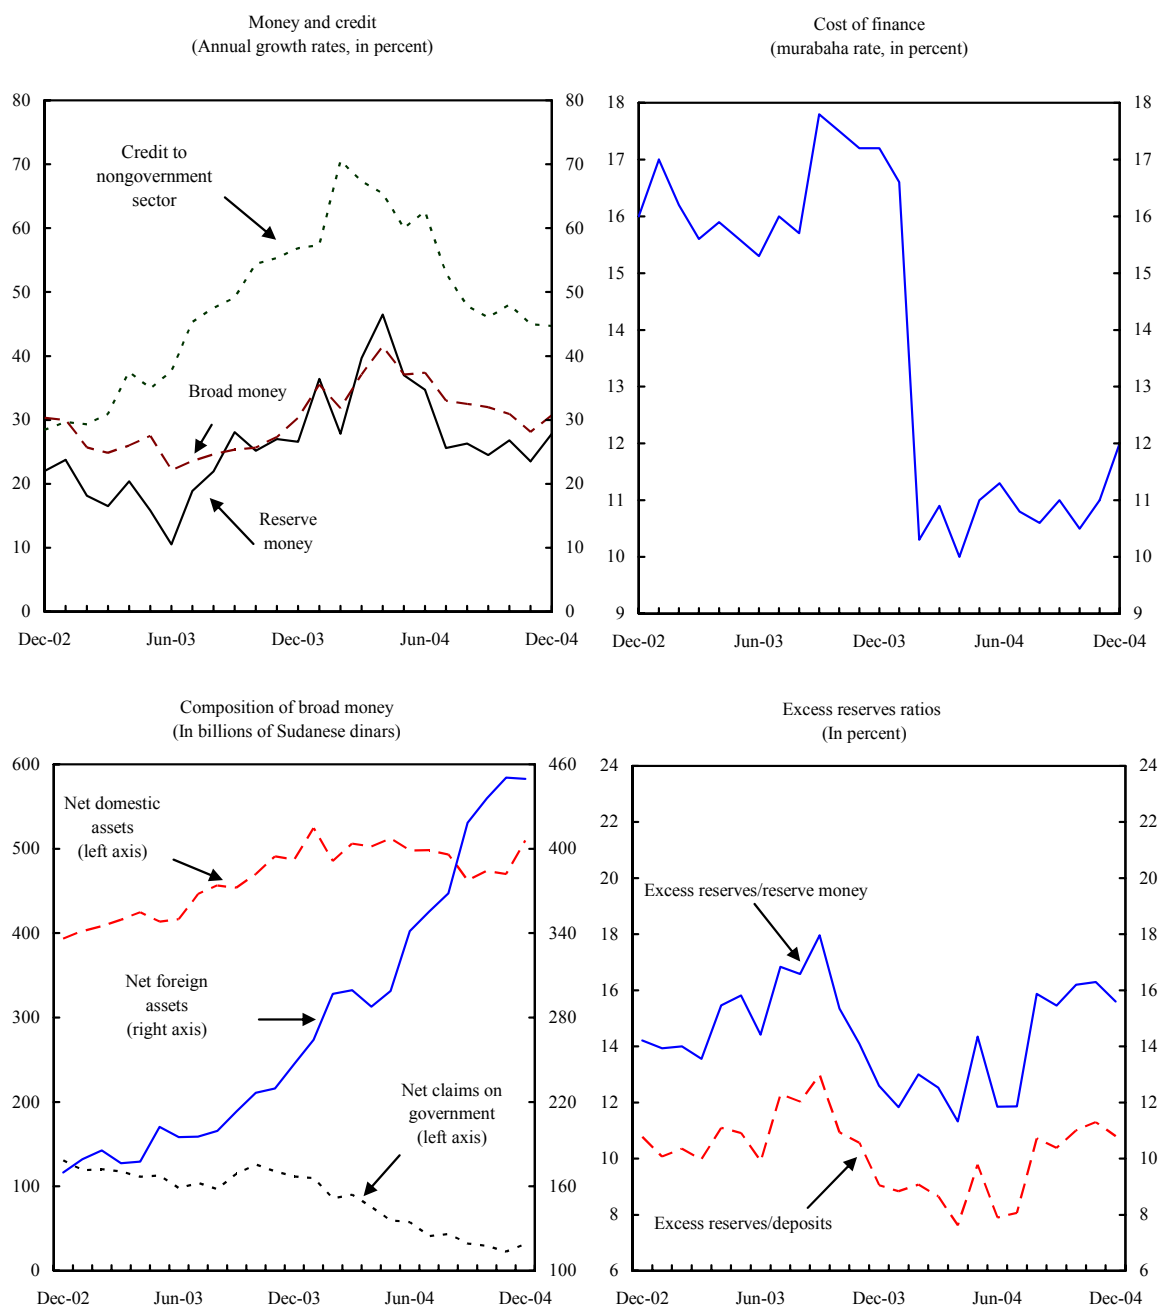 Money and credit
(Annual growth rates, in percent)
80
70
60
50
40
30
20
10
0
80
70
60
50
40
30
20
10
0
Credit to
nongovernment
sector
Broad money
Reserve
money
Dec-02
Jun-03
Dec-03
Jun-04
Dec-04
Cost of finance
(murabaha rate, in percent)
18
17
16
15
14
13
12
11
10
9
18
17
16
15
14
13
12
11
10
9
Dec-02
Jun-03
Dec-03
Jun-04
Dec-04
Composition of broad money
(In billions of Sudanese dinars)
600
500
400
300
200
100
0
460
400
340
280
220
160
100
Net domestic
assets
(left axis)
Net foreign
assets
(right axis)
Net claims on
government
(left axis)
Dec-02
Jun-03
Dec-03
Jun-04
Dec-04
Excess reserves ratios
(In percent)
24
22
20
18
16
14
12
10
8
6
24
22
20
18
16
14
12
10
8
6
Excess reserves/reserve money
Excess reserves/deposits
Dec-02
Jun-03
Dec-03
Jun-04
Dec-04